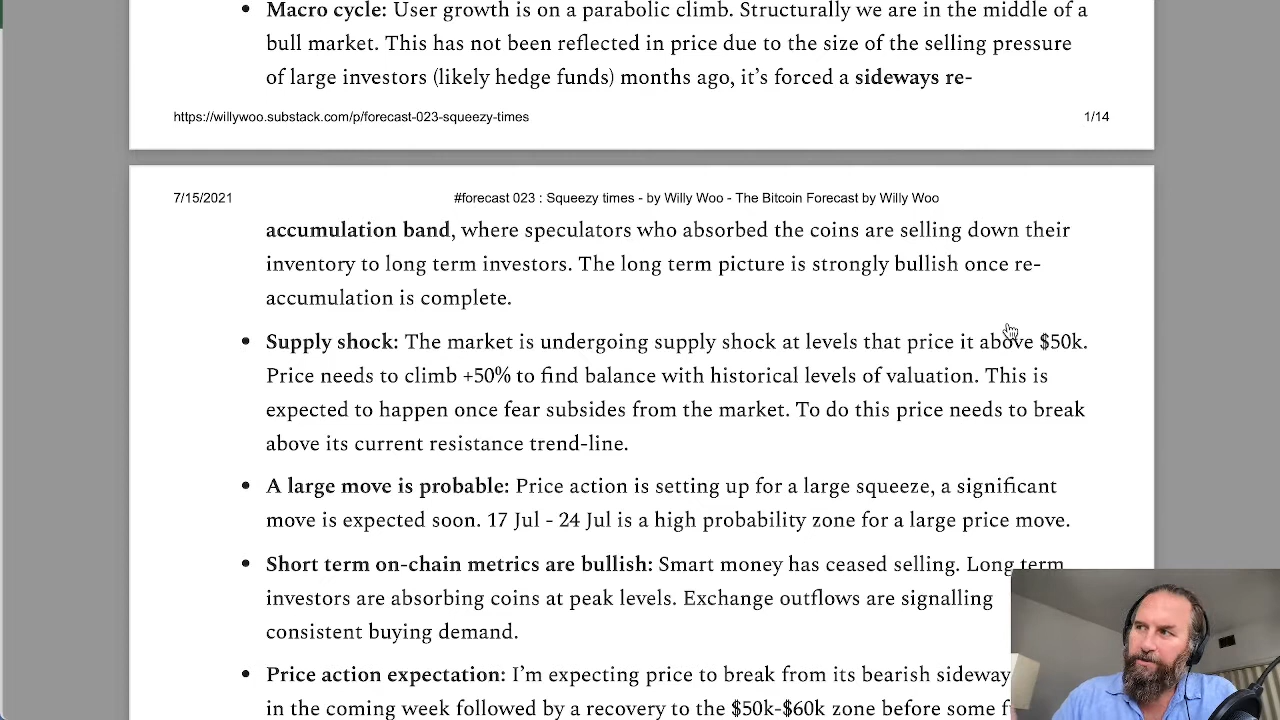 Macro cycle: User growth is on a parabolic climb. Structurally we are in the middle of a
bull market. This has not been reflected in price due to the size of the selling pressure
of large investors (likely hedge funds) months ago, it’s forced a sideways re-
https://willywoo.substack.com/p/forecast-023-squeezy-times 1/14
7/15/2021 #forecast 023 : Squeezy times - by Willy Woo - The Bitcoin Forecast by Willy Woo
accumulation band, where speculators who absorbed the coins are selling down their
inventory to long term investors. The long term picture is strongly bullish once re-
accumulation is complete.
Supply shock: The market is undergoing supply shock at levels that price it above $50k.
Price needs to climb +50% to find balance with historical levels of valuation. This is
expected to happen once fear subsides from the market. To do this price needs to break
above its current resistance trend-line.
A large move is probable: Price action is setting up for a large squeeze, a significant
move is expected soon. 17 Jul - 24 Jul is a high probability zone for a large price move.
Short term on-chain metrics are bullish: Smart money has ceased selling. Long term
investors are absorbing coins at peak levels. Exchange outflows are signalling
consistent buying demand.
Price action expectation: I’m expecting price to break from its bearish sideway
in the coming week followed by a recovery to the $50k-$60k zone before some